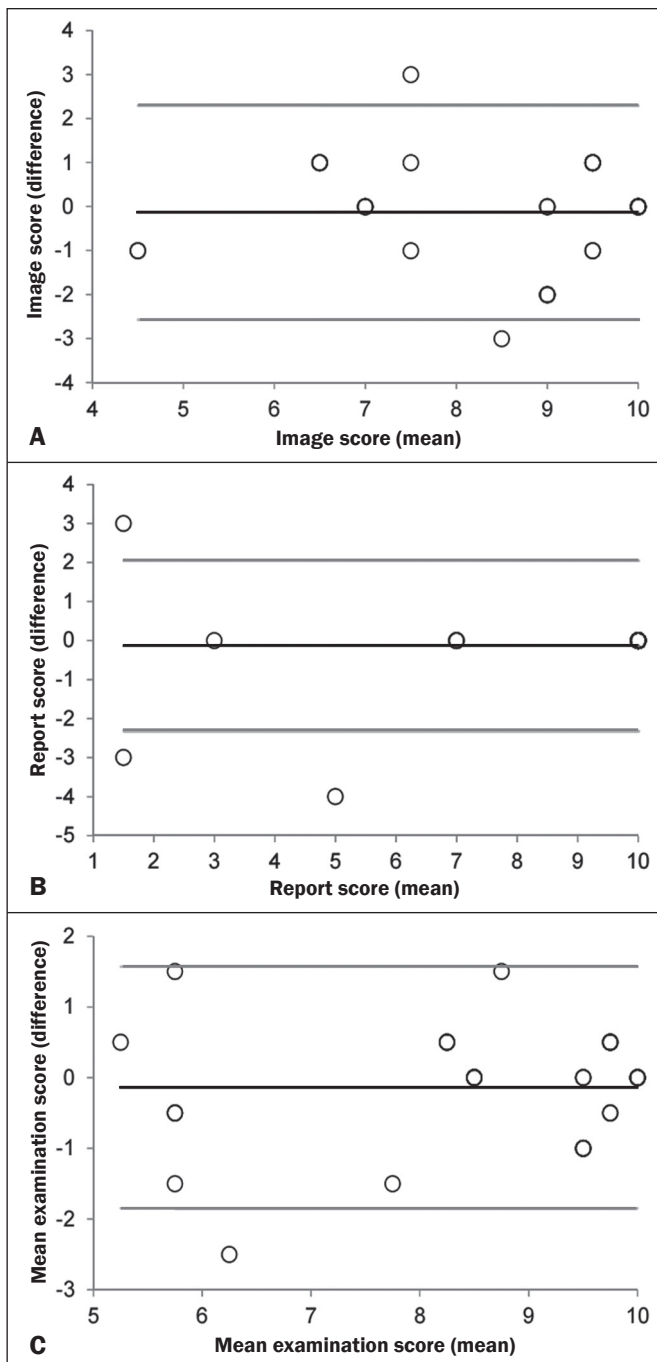 4
3
2
1
0
-1
-2
-3
-4
Image score (difference)
4 5 6 7 8 9 10
A
Image score (mean)
4
3
2
1
0
-1
-2
-3
-4
-5
Report score (difference)
1 2 3 4 5 6 7 8 9 10
B
Report score (mean)
2
1
0
-1
-2
-3
Mean examination score (difference)
5 6 7 8 9 10
C
Mean examination score (mean)